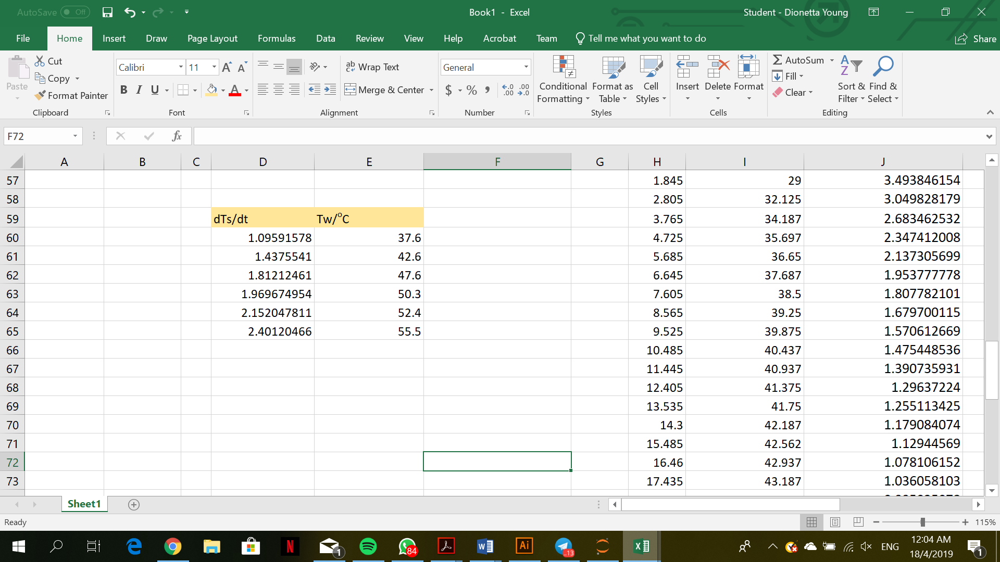 AutoSave Off Book1 - Excel Student - Dionetta Young
File Home Insert Draw Page Layout Formulas Data Review View Help Acrobat Team Tell me what you want to do Share
Paste Cut Copy Format Painter Clipboard
Calibri 11 B I U A Font
Wrap Text Merge & Center Alignment
General $ % , .00 Number
Conditional Formatting Format as Table Cell Styles Styles
Insert Delete Format Cells
AutoSum Fill Clear Sort & Filter Find & Select Editing
F72 fx
A B C D E F G H I J
57 1.845 29 3.493846154
58 2.805 32.125 3.049828179
59 dTs/dt Tw/°C 3.765 34.187 2.683462532
60 1.09591578 37.6 4.725 35.697 2.347412008
61 1.4375541 42.6 5.685 36.65 2.137305699
62 1.81212461 47.6 6.645 37.687 1.953777778
63 1.969674954 50.3 7.605 38.5 1.807782101
64 2.152047811 52.4 8.565 39.25 1.679700115
65 2.40120466 55.5 9.525 39.875 1.570612669
66 10.485 40.437 1.475448536
67 11.445 40.937 1.390735931
68 12.405 41.375 1.29637224
69 13.535 41.75 1.255113425
70 14.3 42.187 1.179084074
71 15.485 42.562 1.12944569
72 16.46 42.937 1.078106152
73 17.435 43.187 1.036058103
Sheet1
Ready 115%
1 84 Ai ..13 ENG 12:04 AM 18/4/2019 1